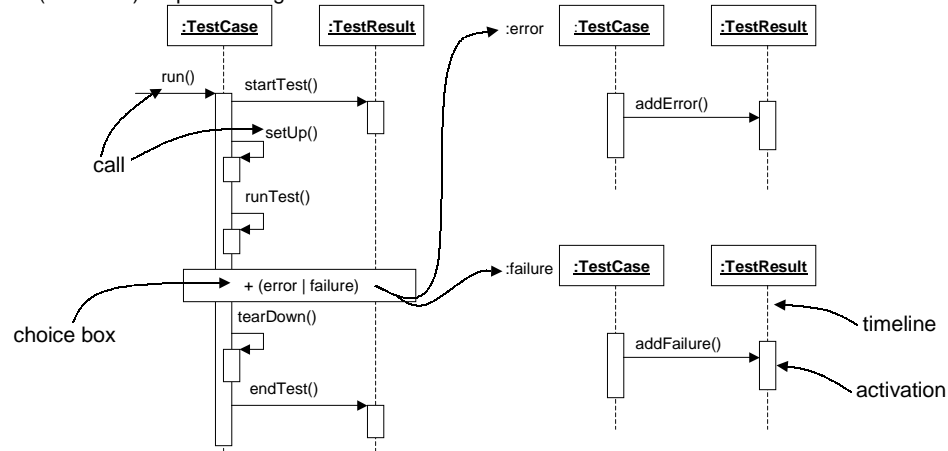 :TestCase
:TestResult
run()
startTest()
setUp()
call
runTest()
+ (error | failure)
choice box
tearDown()
endTest()
:error
:TestCase
:TestResult
addError()
:failure
:TestCase
:TestResult
timeline
addFailure()
activation